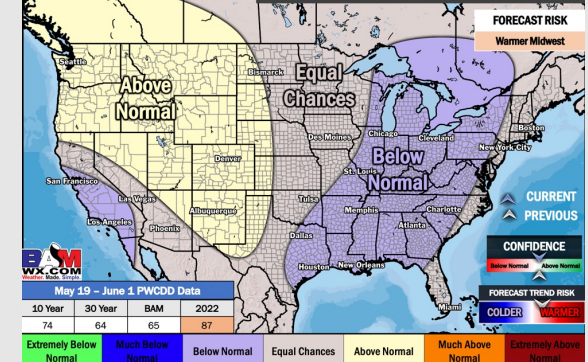 FORECAST RISK
Warmer Midwest
Seattle
Bismarck
Equal
Chances
Above
Normal
Des Moines
Chicago
Cleveland
Boston
New York City
Denver
St. Louis
Below
Normal
San Francisco
Las Vegas
Tulsa
Memphis
Charlotte
CURRENT
PREVIOUS
Los Angeles
Albuquerque
Phoenix
Dallas
Atlanta
CONFIDENCE
Below Normal
Above Normal
Houston
New Orleans
BAM
WX.COM
Weather. Made. Simple.
Miami
FORECAST TREND RISK
COLDER
WARMER
May 19 – June 1 PWCDD Data
10 Year 30 Year BAM 2022
74 64 65 87
Extremely Below
Normal
Much Below
Normal
Below Normal
Equal Chances
Above Normal
Much Above
Normal
Extremely Above
Normal